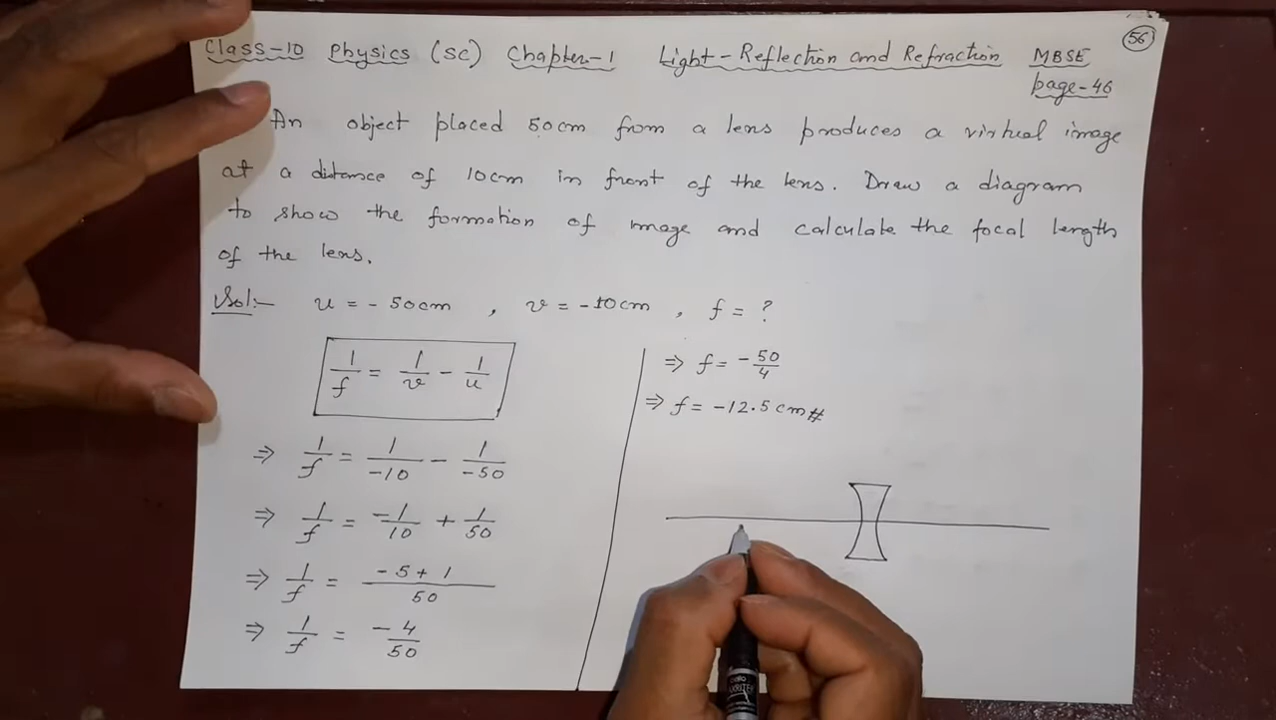 56
Class-10 Physics (SC) Chapter-1 Light-Reflection and Refraction MBSE
page-46
An object placed 50cm from a lens produces a virtual image
at a distance of 10cm in front of the lens. Draw a diagram
to show the formation of image and calculate the focal length
of the lens.
Sol:- u = - 50cm , v = -10cm , f = ?
1/f = 1/v - 1/u
⇒ 1/f = 1/-10 - 1/-50
⇒ 1/f = -1/10 + 1/50
⇒ 1/f = -5+1/50
⇒ 1/f = -4/50
⇒ f = -50/4
⇒ f = -12.5cm#